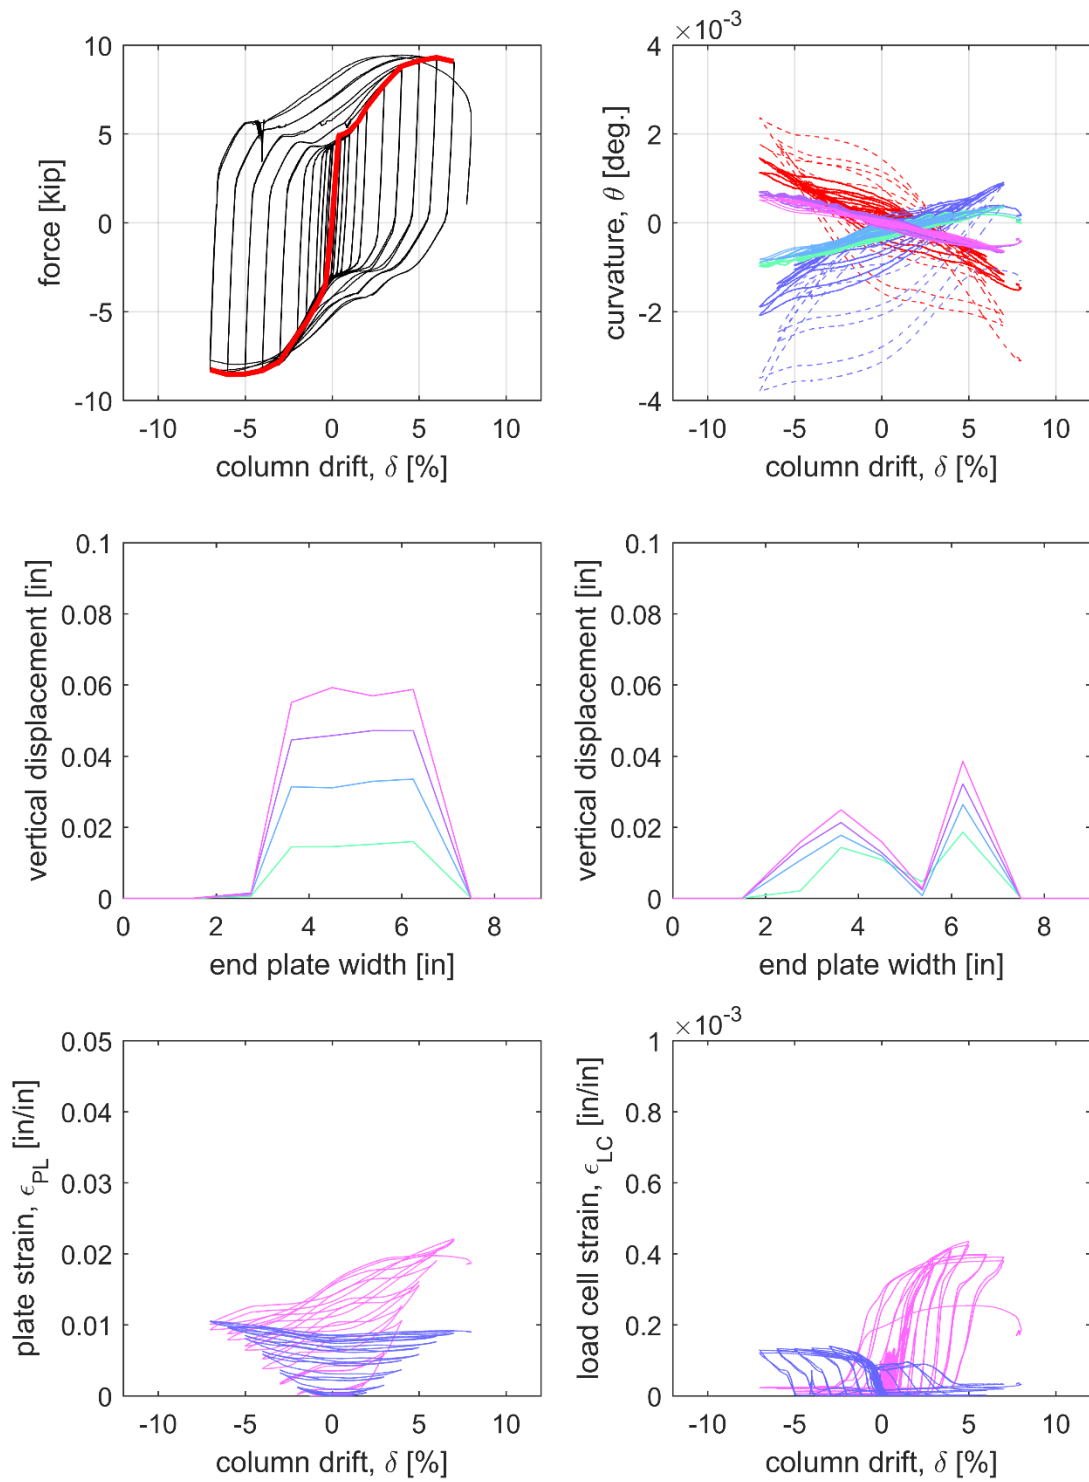 10
5
0
-5
-10
force [kip]
-10 -5 0 5 10
column drift, δ [%]
×10⁻³
4
2
0
-2
-4
curvature, θ [deg.]
-10 -5 0 5 10
column drift, δ [%]
0.1
0.08
0.06
0.04
0.02
0
vertical displacement [in]
0 2 4 6 8
end plate width [in]
0.1
0.08
0.06
0.04
0.02
0
vertical displacement [in]
2 4 6 8
end plate width [in]
0.05
0.04
0.03
0.02
0.01
0
plate strain, ϵPL [in/in]
-10 -5 0 5 10
column drift, δ [%]
×10⁻³
1
0.8
0.6
0.4
0.2
0
load cell strain, ϵLC [in/in]
-10 -5 0 5 10
column drift, δ [%]